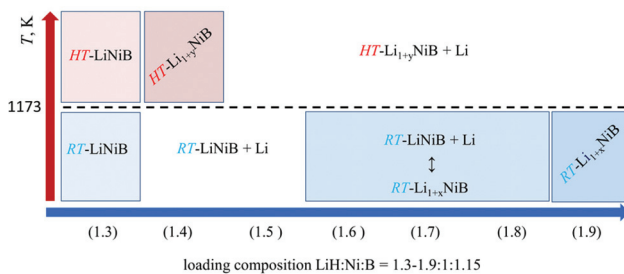 T, K
HT-LiNiB
HT-Li₁₊yNiB
HT-Li₁₊yNiB + Li
1173
RT-LiNiB
RT-LiNiB + Li
RT-LiNiB + Li
↕
RT-Li₁₊ₓNiB
RT-Li₁₊ₓNiB
(1.3) (1.4) (1.5 ) (1.6 ) (1.7) (1.8) (1.9)
loading composition LiH:Ni:B = 1.3-1.9:1:1.15